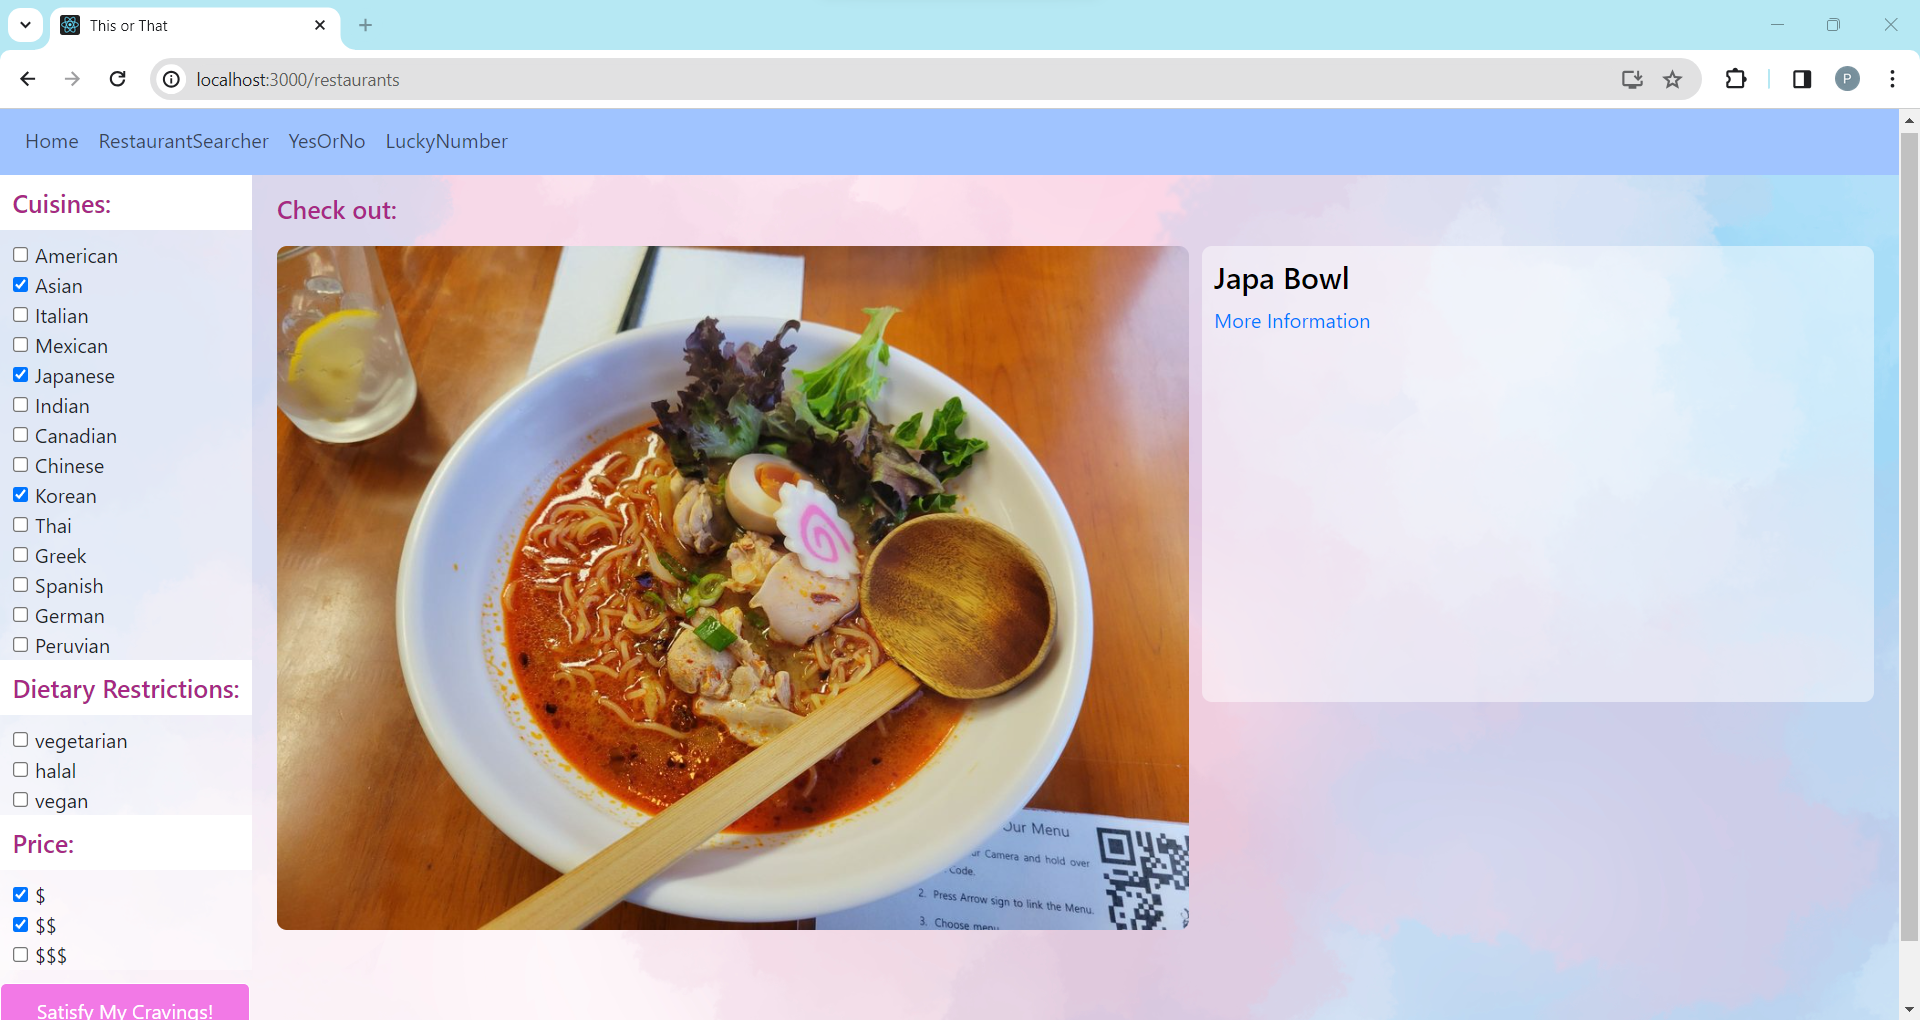 This or That
localhost:3000/restaurants
P
Home RestaurantSearcher YesOrNo LuckyNumber
Cuisines:
American
Asian
Italian
Mexican
Japanese
Indian
Canadian
Chinese
Korean
Thai
Greek
Spanish
German
Peruvian
Dietary Restrictions:
vegetarian
halal
vegan
Price:
$
$$
$$$
Satisfy My Cravings!
Check out:
Our Menu
Camera and hold over
Code.
2. Press Arrow sign to link the Menu.
3. Choose menu
Japa Bowl
More Information